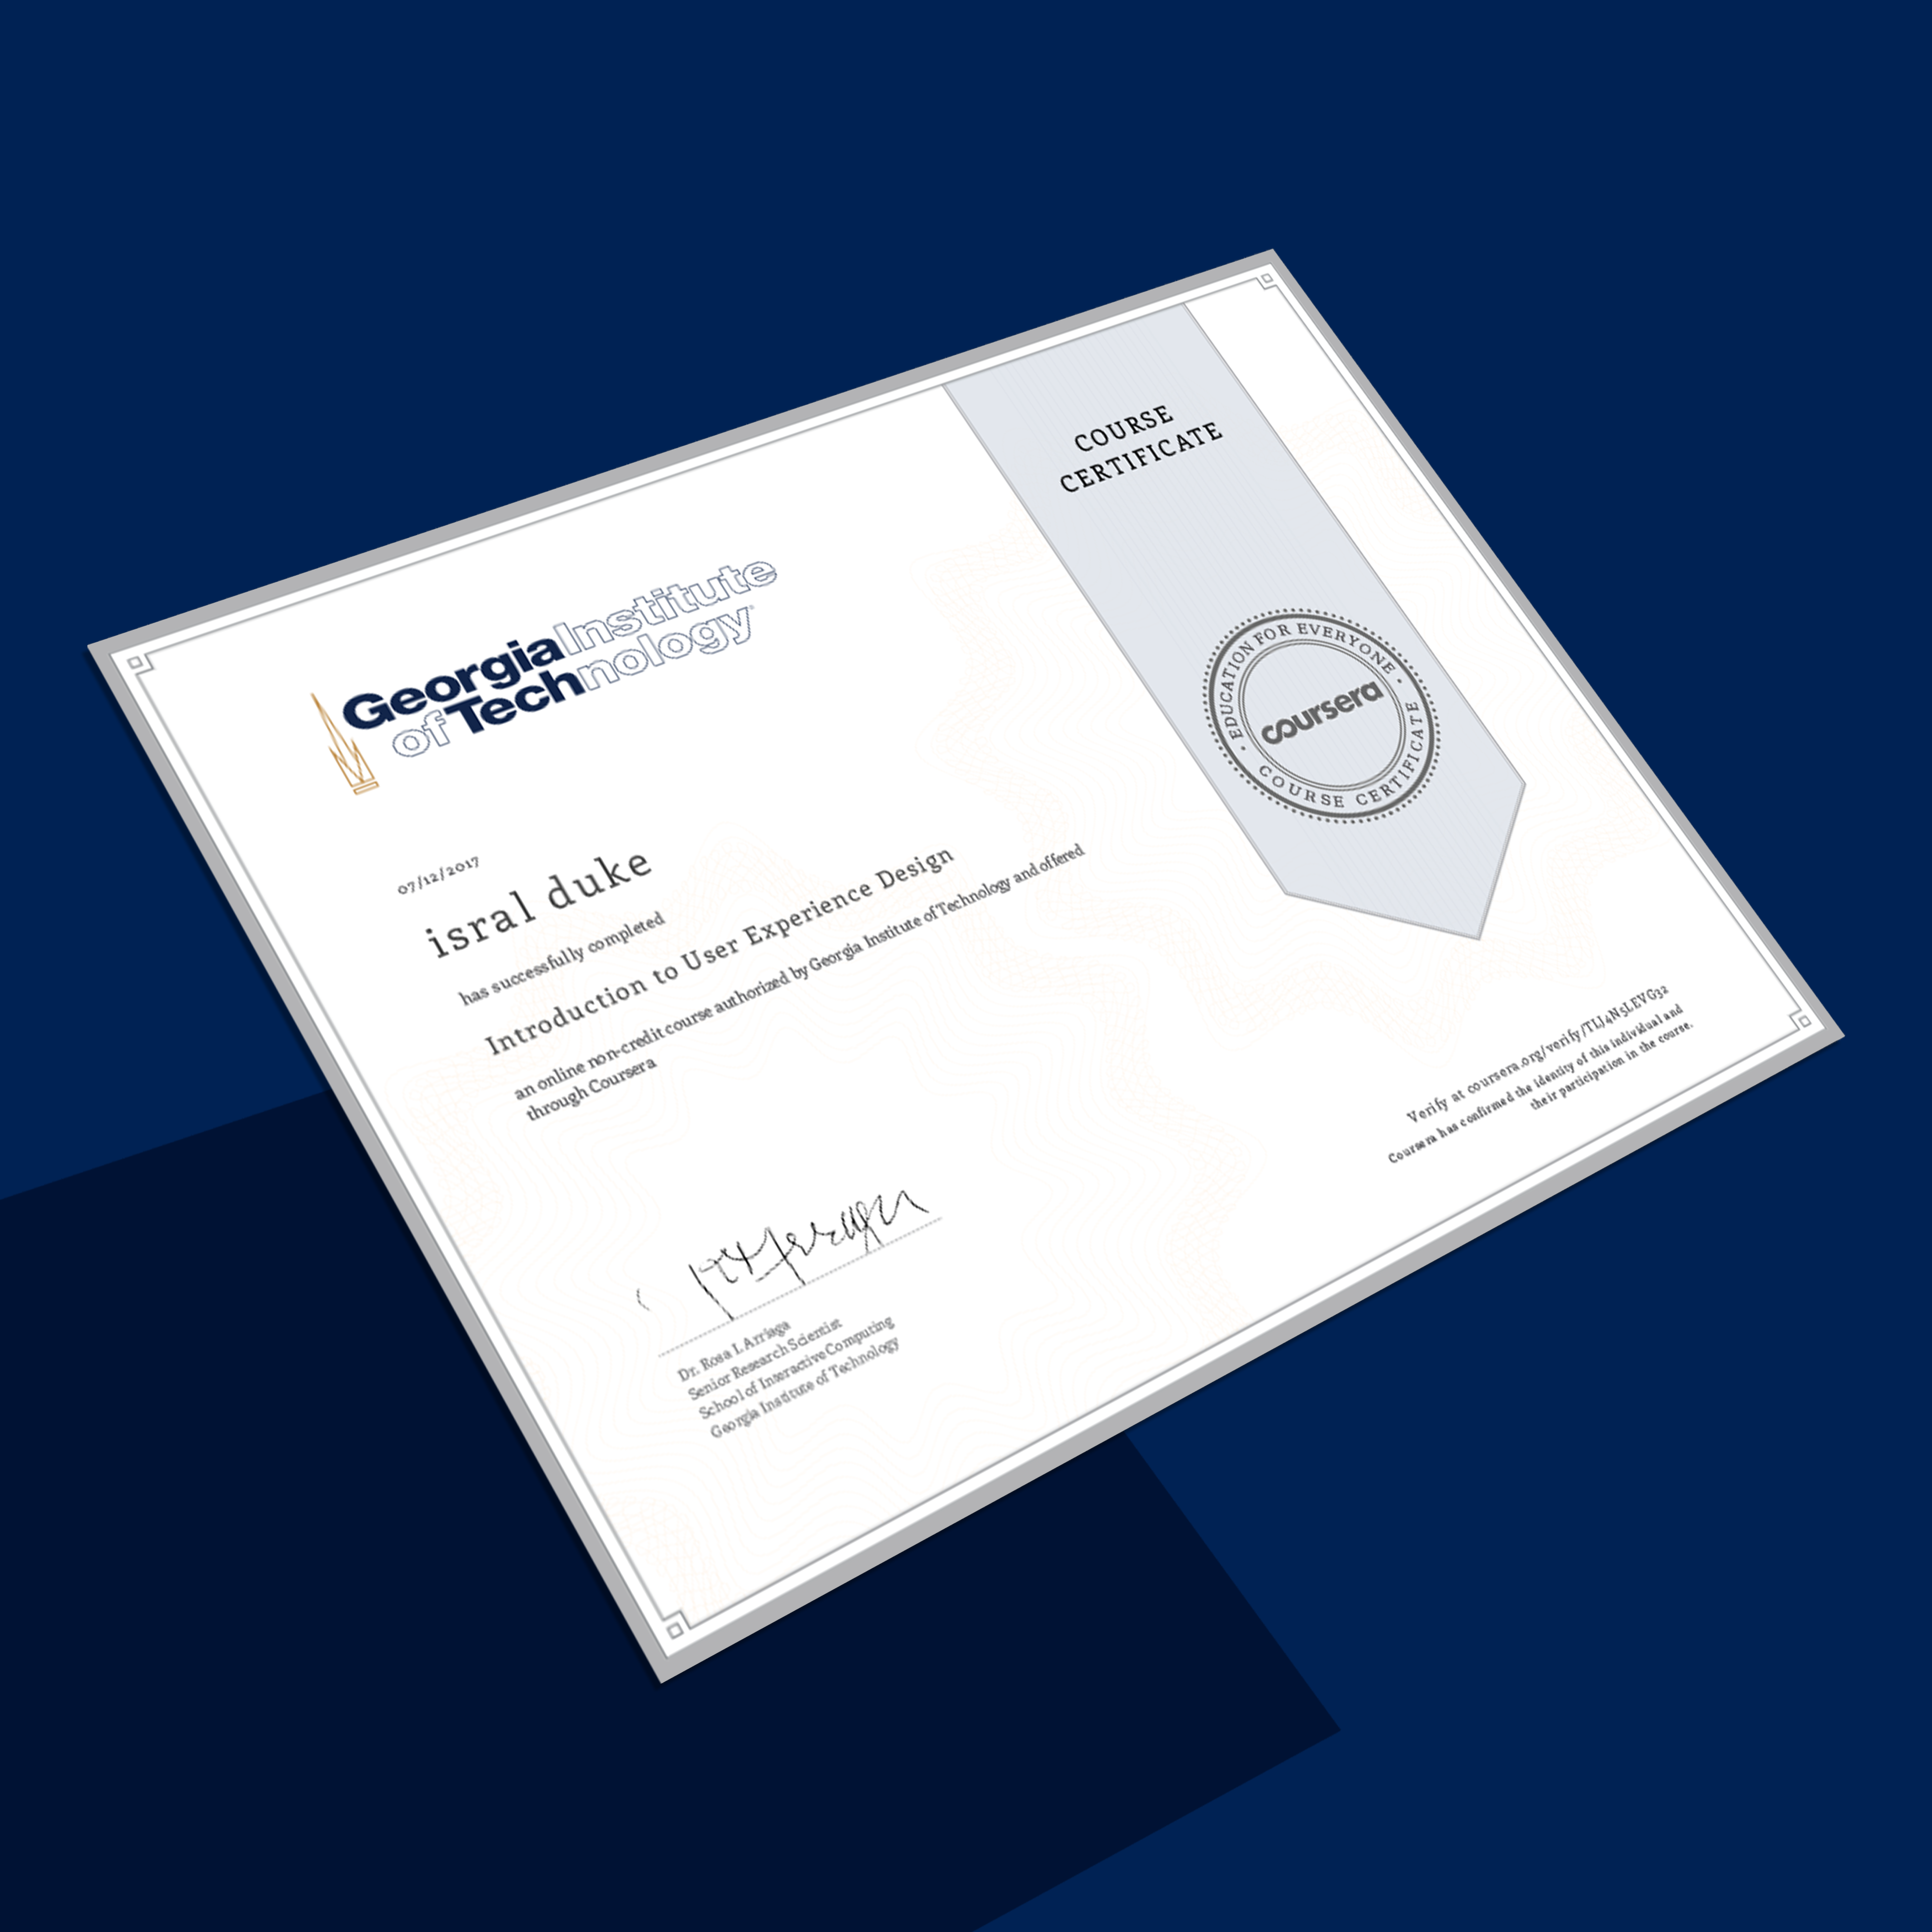 COURSE
CERTIFICATE
Georgia Institute
of Technology
EDUCATION FOR EVERYONE
coursera
COURSE CERTIFICATE
07/12/2017
isral duke
has successfully completed
Introduction to User Experience Design
an online non-credit course authorized by Georgia Institute of Technology and offered
through Coursera
Dr. Rosa I. Arriaga
Senior Research Scientist
School of Interactive Computing
Georgia Institute of Technology
Verify at coursera.org/verify/TLJ4N5LEVG32
Coursera has confirmed the identity of this individual and
their participation in the course.